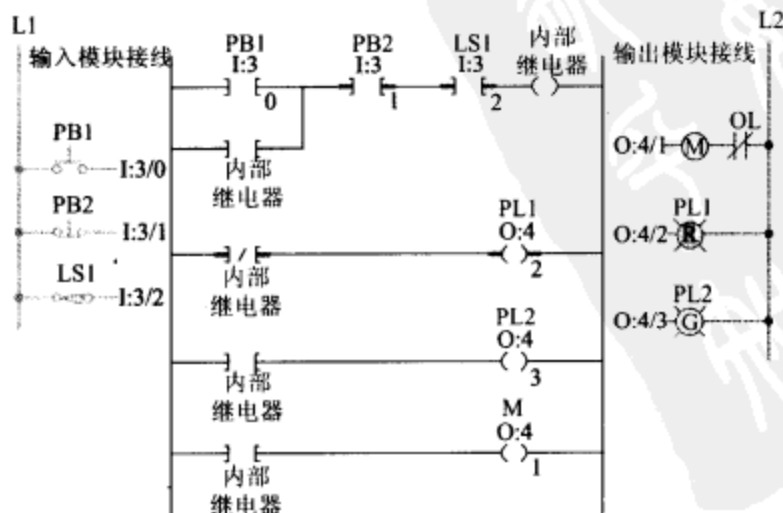 L1
L2
输入模块接线
PB1
I:3
0
PB2
I:3
1
LS1
I:3
2
内部
继电器
输出模块接线
内部
继电器
PB1
I:3/0
PB2
I:3/1
LS1
I:3/2
O:4/1
M
OL
PL1
O:4/2
R
PL2
O:4/3
G
内部
继电器
PL1
O:4
2
内部
继电器
PL2
O:4
3
内部
继电器
M
O:4
1